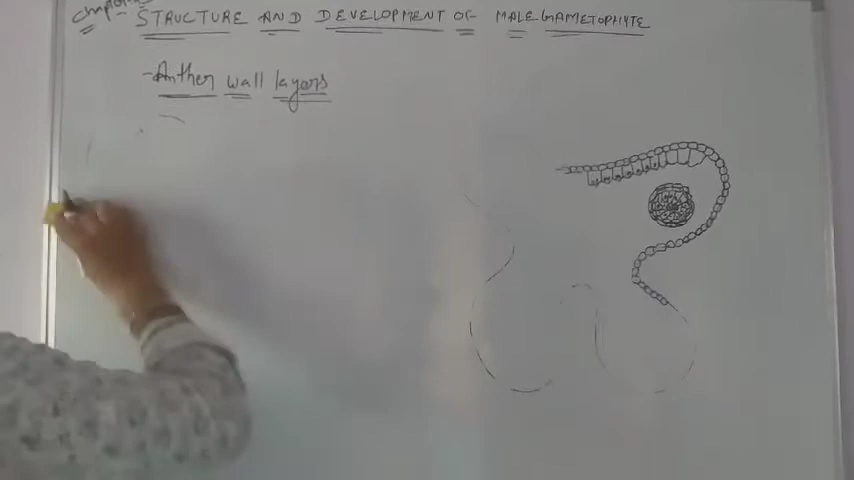 STRUCTURE AND DEVELOPMENT OF MALE GAMETOPHYTE
-Anther wall layers